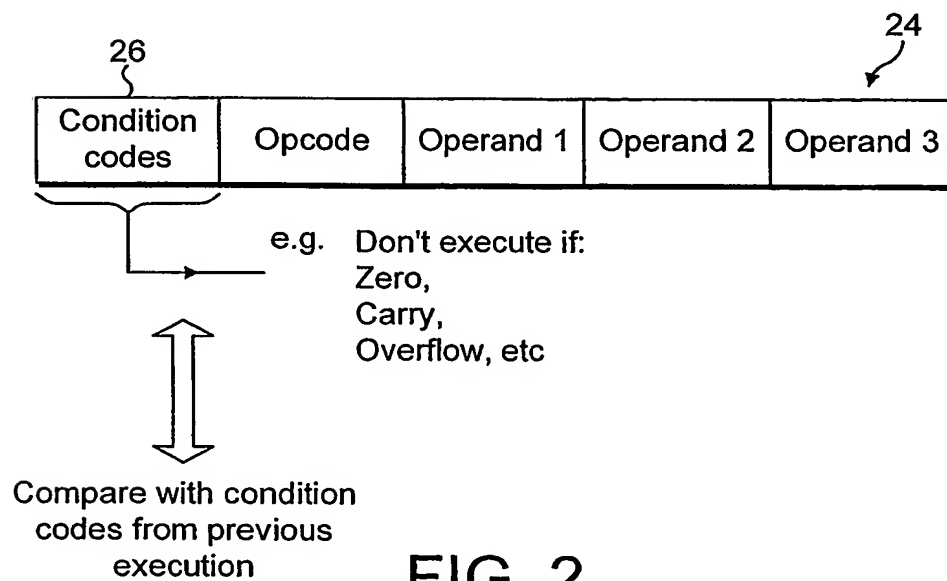 26
24
Condition codes
Opcode
Operand 1
Operand 2
Operand 3
e.g. Don't execute if:
Zero,
Carry,
Overflow, etc
Compare with condition
codes from previous
execution
FIG. 2